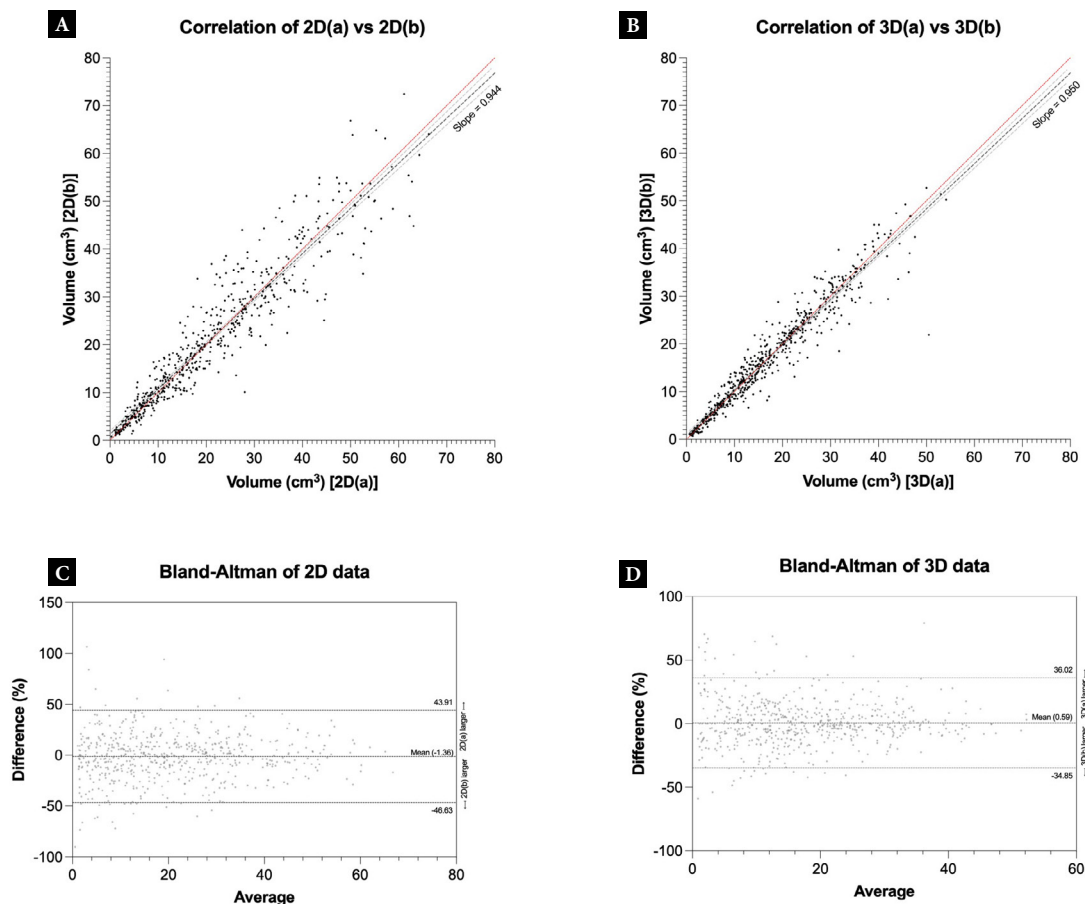 A
Correlation of 2D(a) vs 2D(b)
80
70
60
50
40
30
20
10
0
Volume (cm³) [2D(b)]
Slope = 0.944
0 10 20 30 40 50 60 70 80
Volume (cm³) [2D(a)]
B
Correlation of 3D(a) vs 3D(b)
80
70
60
50
40
30
20
10
0
Volume (cm³) [3D(b)]
Slope = 0.950
0 10 20 30 40 50 60 70 80
Volume (cm³) [3D(a)]
C
Bland-Altman of 2D data
150
100
50
0
-50
-100
Difference (%)
43.91
Mean (-1.36)
-46.63
← 2D(b) larger 2D(a) larger →
0 20 40 60 80
Average
D
Bland-Altman of 3D data
100
50
0
-50
-100
Difference (%)
36.02
Mean (0.59)
-34.85
← 3D(b) larger 3D(a) larger →
0 20 40 60
Average